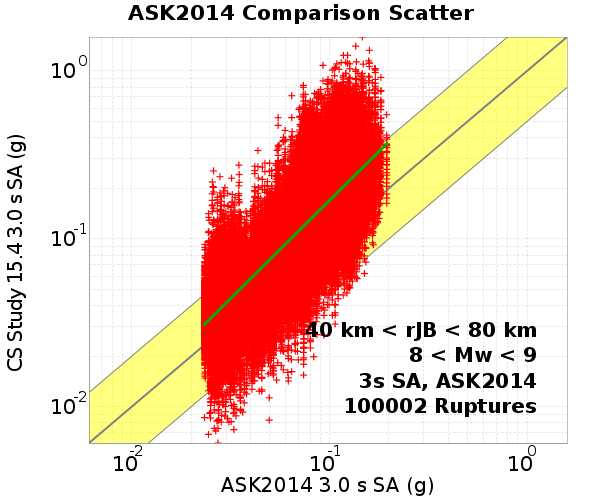 ASK2014 Comparison Scatter
CS Study 15.4 3.0 s SA (g)
10^0
10^-1
10^-2
40 km < rJB < 80 km
8 < Mw < 9
3s SA, ASK2014
100002 Ruptures
10^-2 10^-1 10^0
ASK2014 3.0 s SA (g)